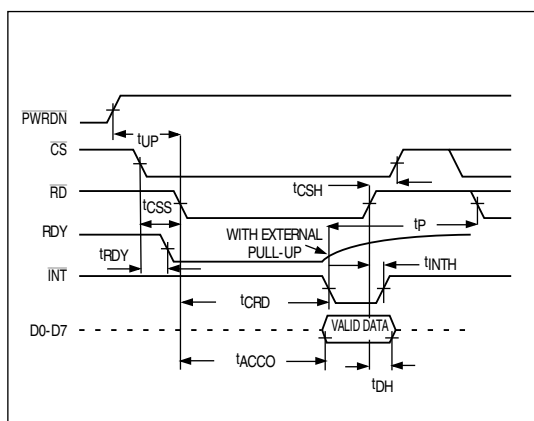 PWRDN
tUP
CS
tCSH
RD
tCSS
tP
RDY
WITH EXTERNAL
PULL-UP
tRDY
tINTH
INT
tCRD
D0-D7
VALID DATA
tACCO
tDH